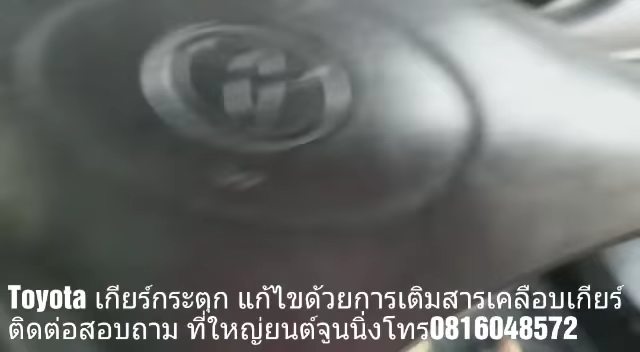 Toyota เกียร์กระตุก แก้ไขด้วยการเติมสารเคลือบเกียร์
ติดต่อสอบถาม ที่ใหญ่ยนต์จูนนิ่งโทร0816048572